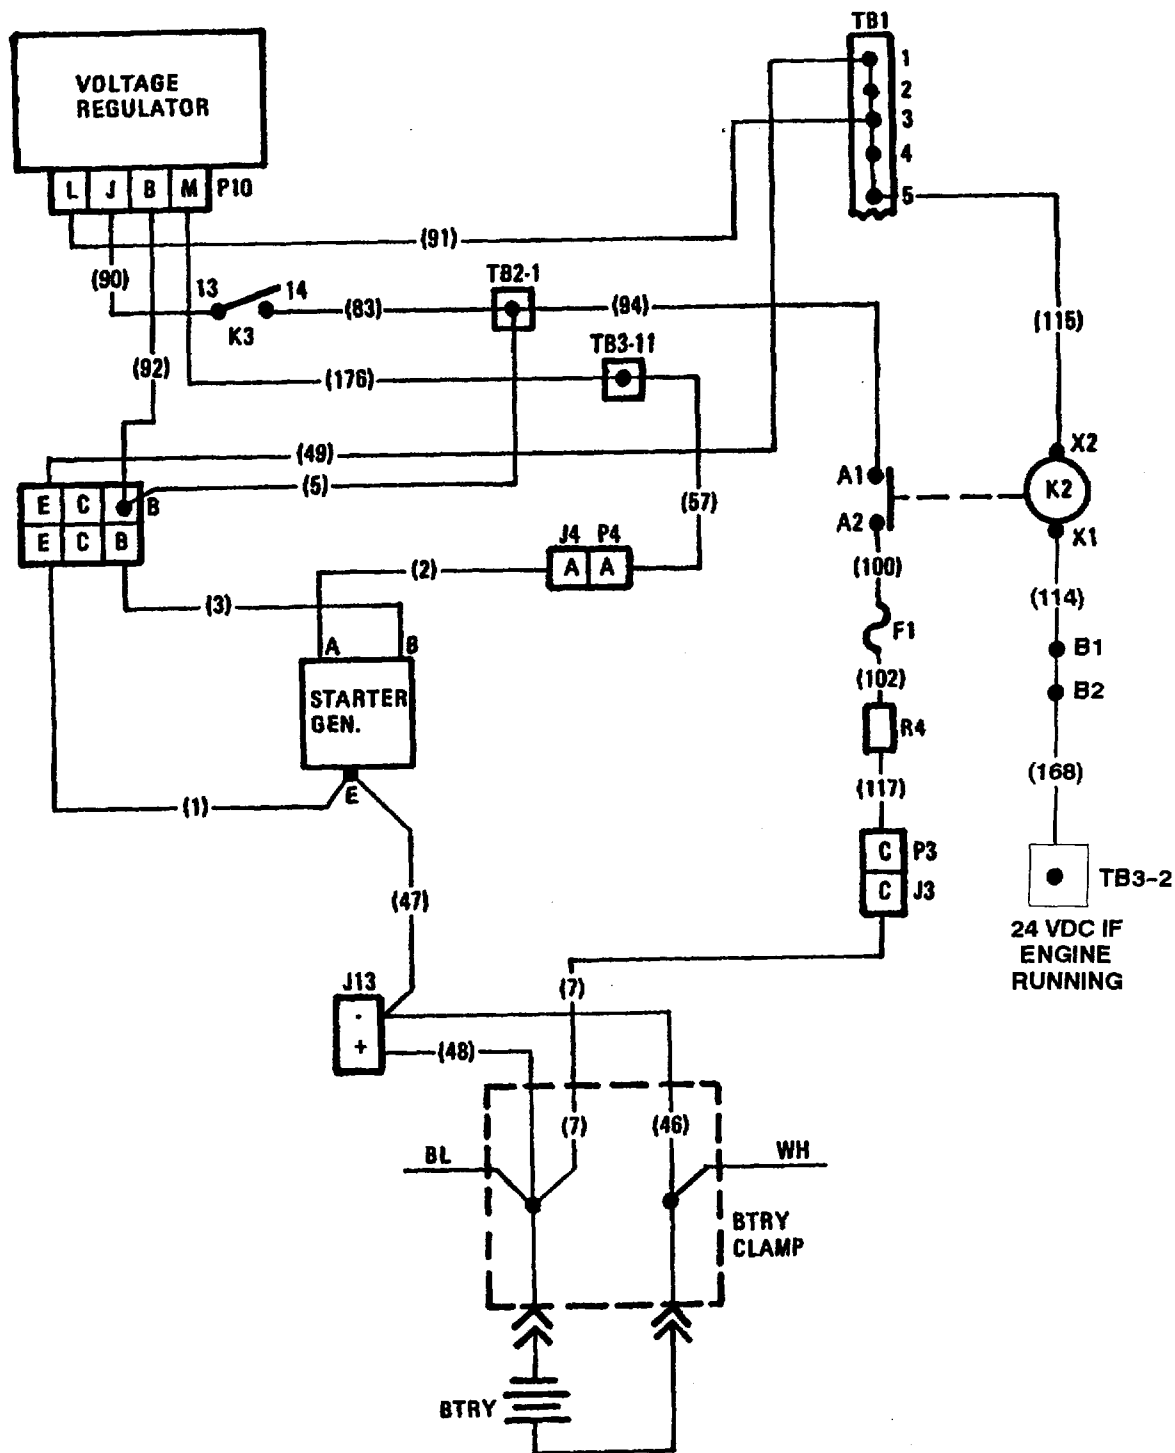 TB1
VOLTAGE
REGULATOR
1
2
3
4
5
L J B M P10
(91)
(90)
13 14
K3
(83)
TB2-1
(94)
(115)
(92)
TB3-11
(176)
(49)
(5)
(57)
X2
A1
K2
A2
X1
E C B
E C B
J4 P4
A A
(2)
(3)
(100)
(114)
F1
B1
A B
(102)
B2
STARTER
GEN.
R4
E
(1)
(117)
(168)
C P3
C J3
TB3-2
24 VDC IF
ENGINE
RUNNING
(47)
J13
-
+
(7)
(48)
(7)
(46)
BL
WH
BTRY
CLAMP
BTRY